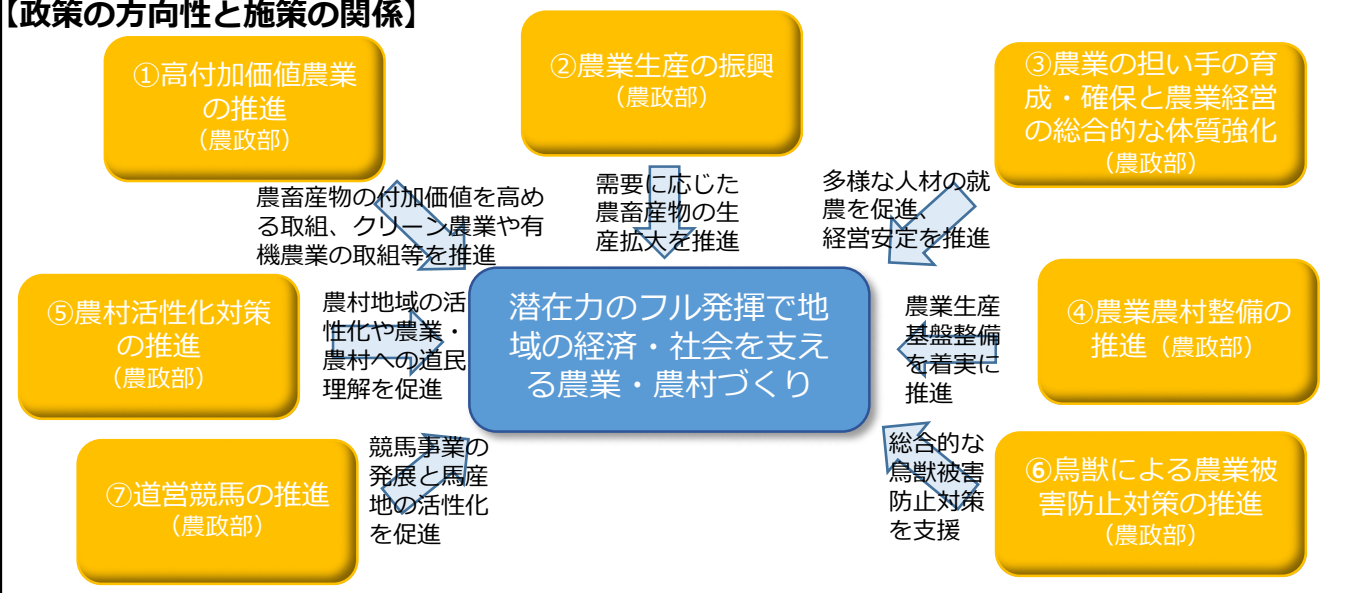 【政策の方向性と施策の関係】
①高付加価値農業
の推進
（農政部）
②農業生産の振興
（農政部）
③農業の担い手の育
成・確保と農業経営
の総合的な体質強化
（農政部）
農畜産物の付加価値を高め
る取組、クリーン農業や有
機農業の取組等を推進
需要に応じた
農畜産物の生
産拡大を推進
多様な人材の就
農を促進、
経営安定を推進
⑤農村活性化対策
の推進
（農政部）
農村地域の活
性化や農業・
農村への道民
理解を促進
潜在力のフル発揮で地
域の経済・社会を支え
る農業・農村づくり
農業生産
基盤整備
を着実に
推進
④農業農村整備の
推進（農政部）
⑦道営競馬の推進
（農政部）
競馬事業の
発展と馬産
地の活性化
を促進
総合的な
鳥獣被害
防止対策
を支援
⑥鳥獣による農業被
害防止対策の推進
（農政部）